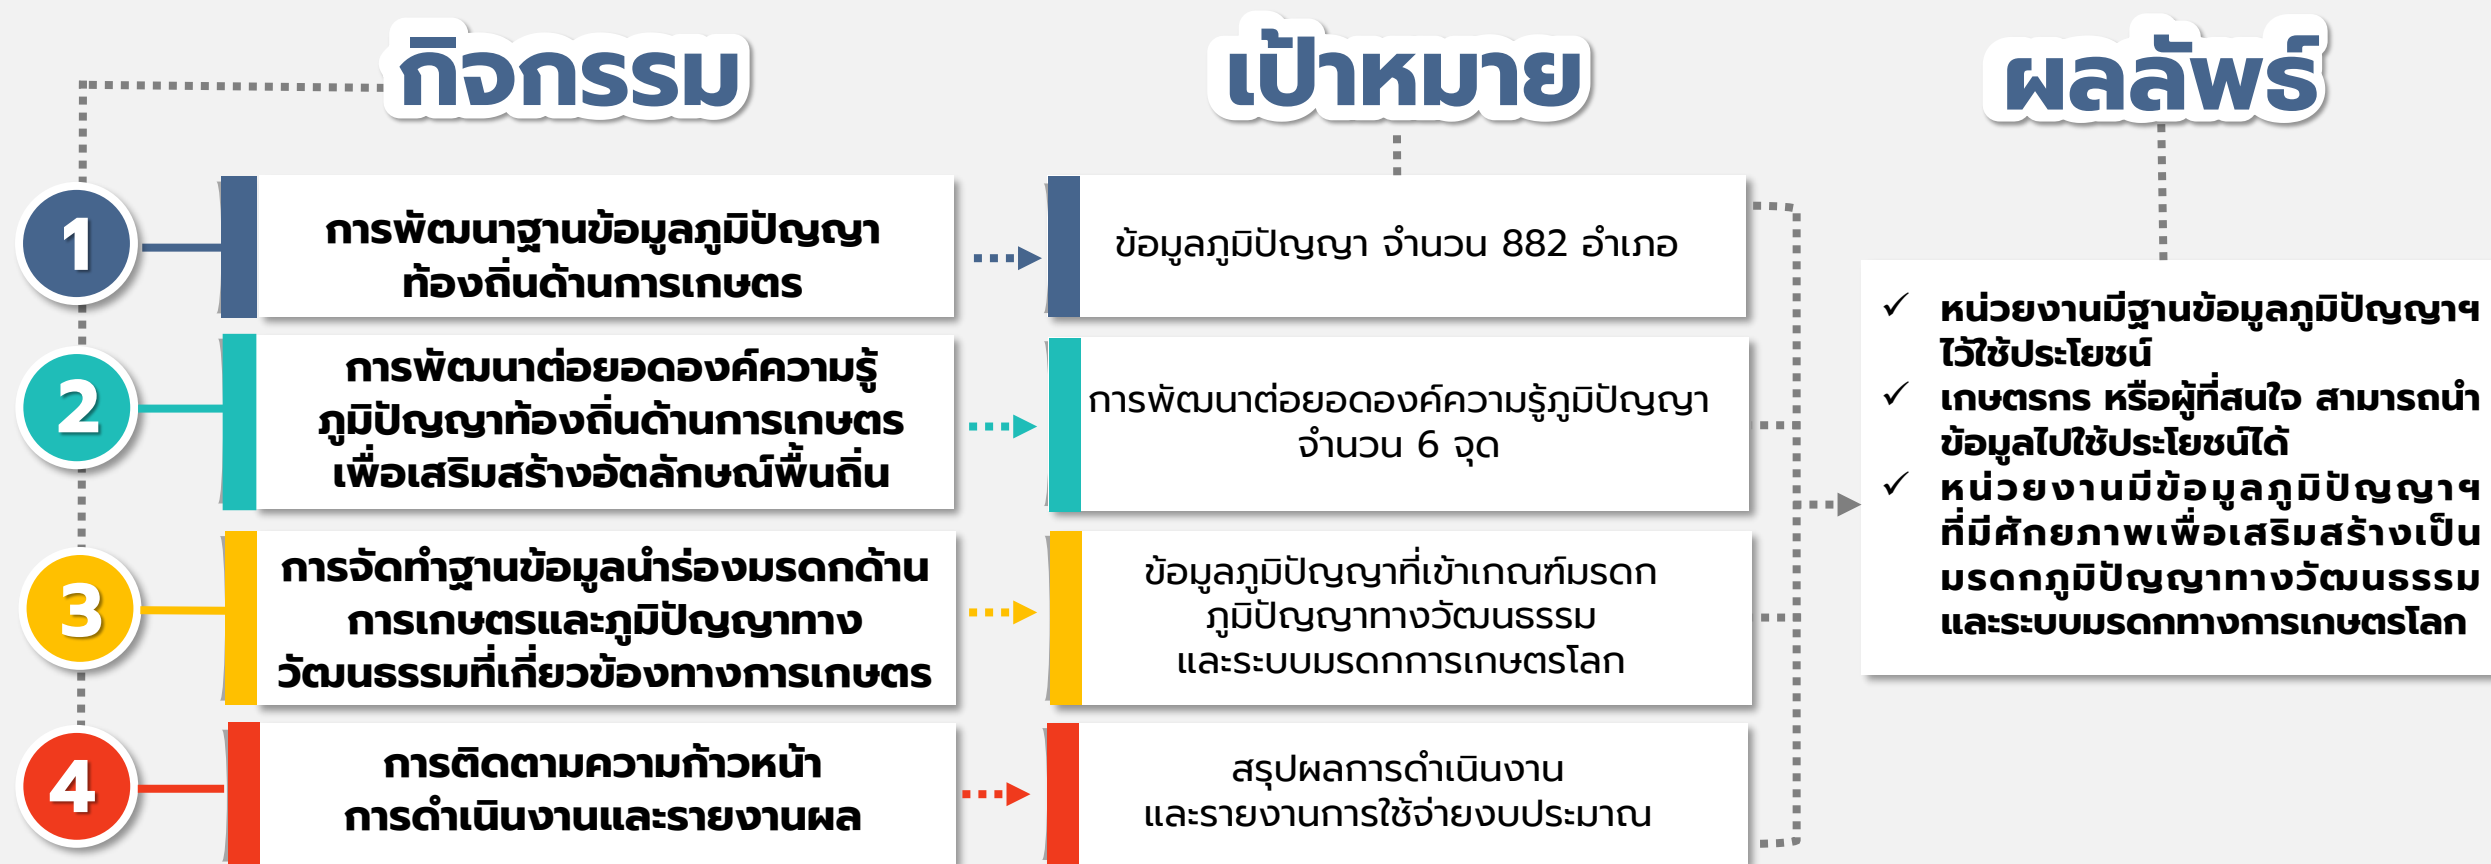 กิจกรรม
เป้าหมาย
ผลลัพธ์
1
การพัฒนาฐานข้อมูลภูมิปัญญา
ท้องถิ่นด้านการเกษตร
ข้อมูลภูมิปัญญา จำนวน 882 อำเภอ
2
การพัฒนาต่อยอดองค์ความรู้
ภูมิปัญญาท้องถิ่นด้านการเกษตร
เพื่อเสริมสร้างอัตลักษณ์พื้นถิ่น
การพัฒนาต่อยอดองค์ความรู้ภูมิปัญญา
จำนวน 6 จุด
3
การจัดทำฐานข้อมูลนำร่องมรดกด้าน
การเกษตรและภูมิปัญญาทาง
วัฒนธรรมที่เกี่ยวข้องทางการเกษตร
ข้อมูลภูมิปัญญาที่เข้าเกณฑ์มรดก
ภูมิปัญญาทางวัฒนธรรม
และระบบมรดกการเกษตรโลก
4
การติดตามความก้าวหน้า
การดำเนินงานและรายงานผล
สรุปผลการดำเนินงาน
และรายงานการใช้จ่ายงบประมาณ
✓ หน่วยงานมีฐานข้อมูลภูมิปัญญาฯ
ไว้ใช้ประโยชน์
✓ เกษตรกร หรือผู้ที่สนใจ สามารถนำ
ข้อมูลไปใช้ประโยชน์ได้
✓ หน่วยงานมีข้อมูลภูมิปัญญาฯ
ที่มีศักยภาพเพื่อเสริมสร้างเป็น
มรดกภูมิปัญญาทางวัฒนธรรม
และระบบมรดกทางการเกษตรโลก